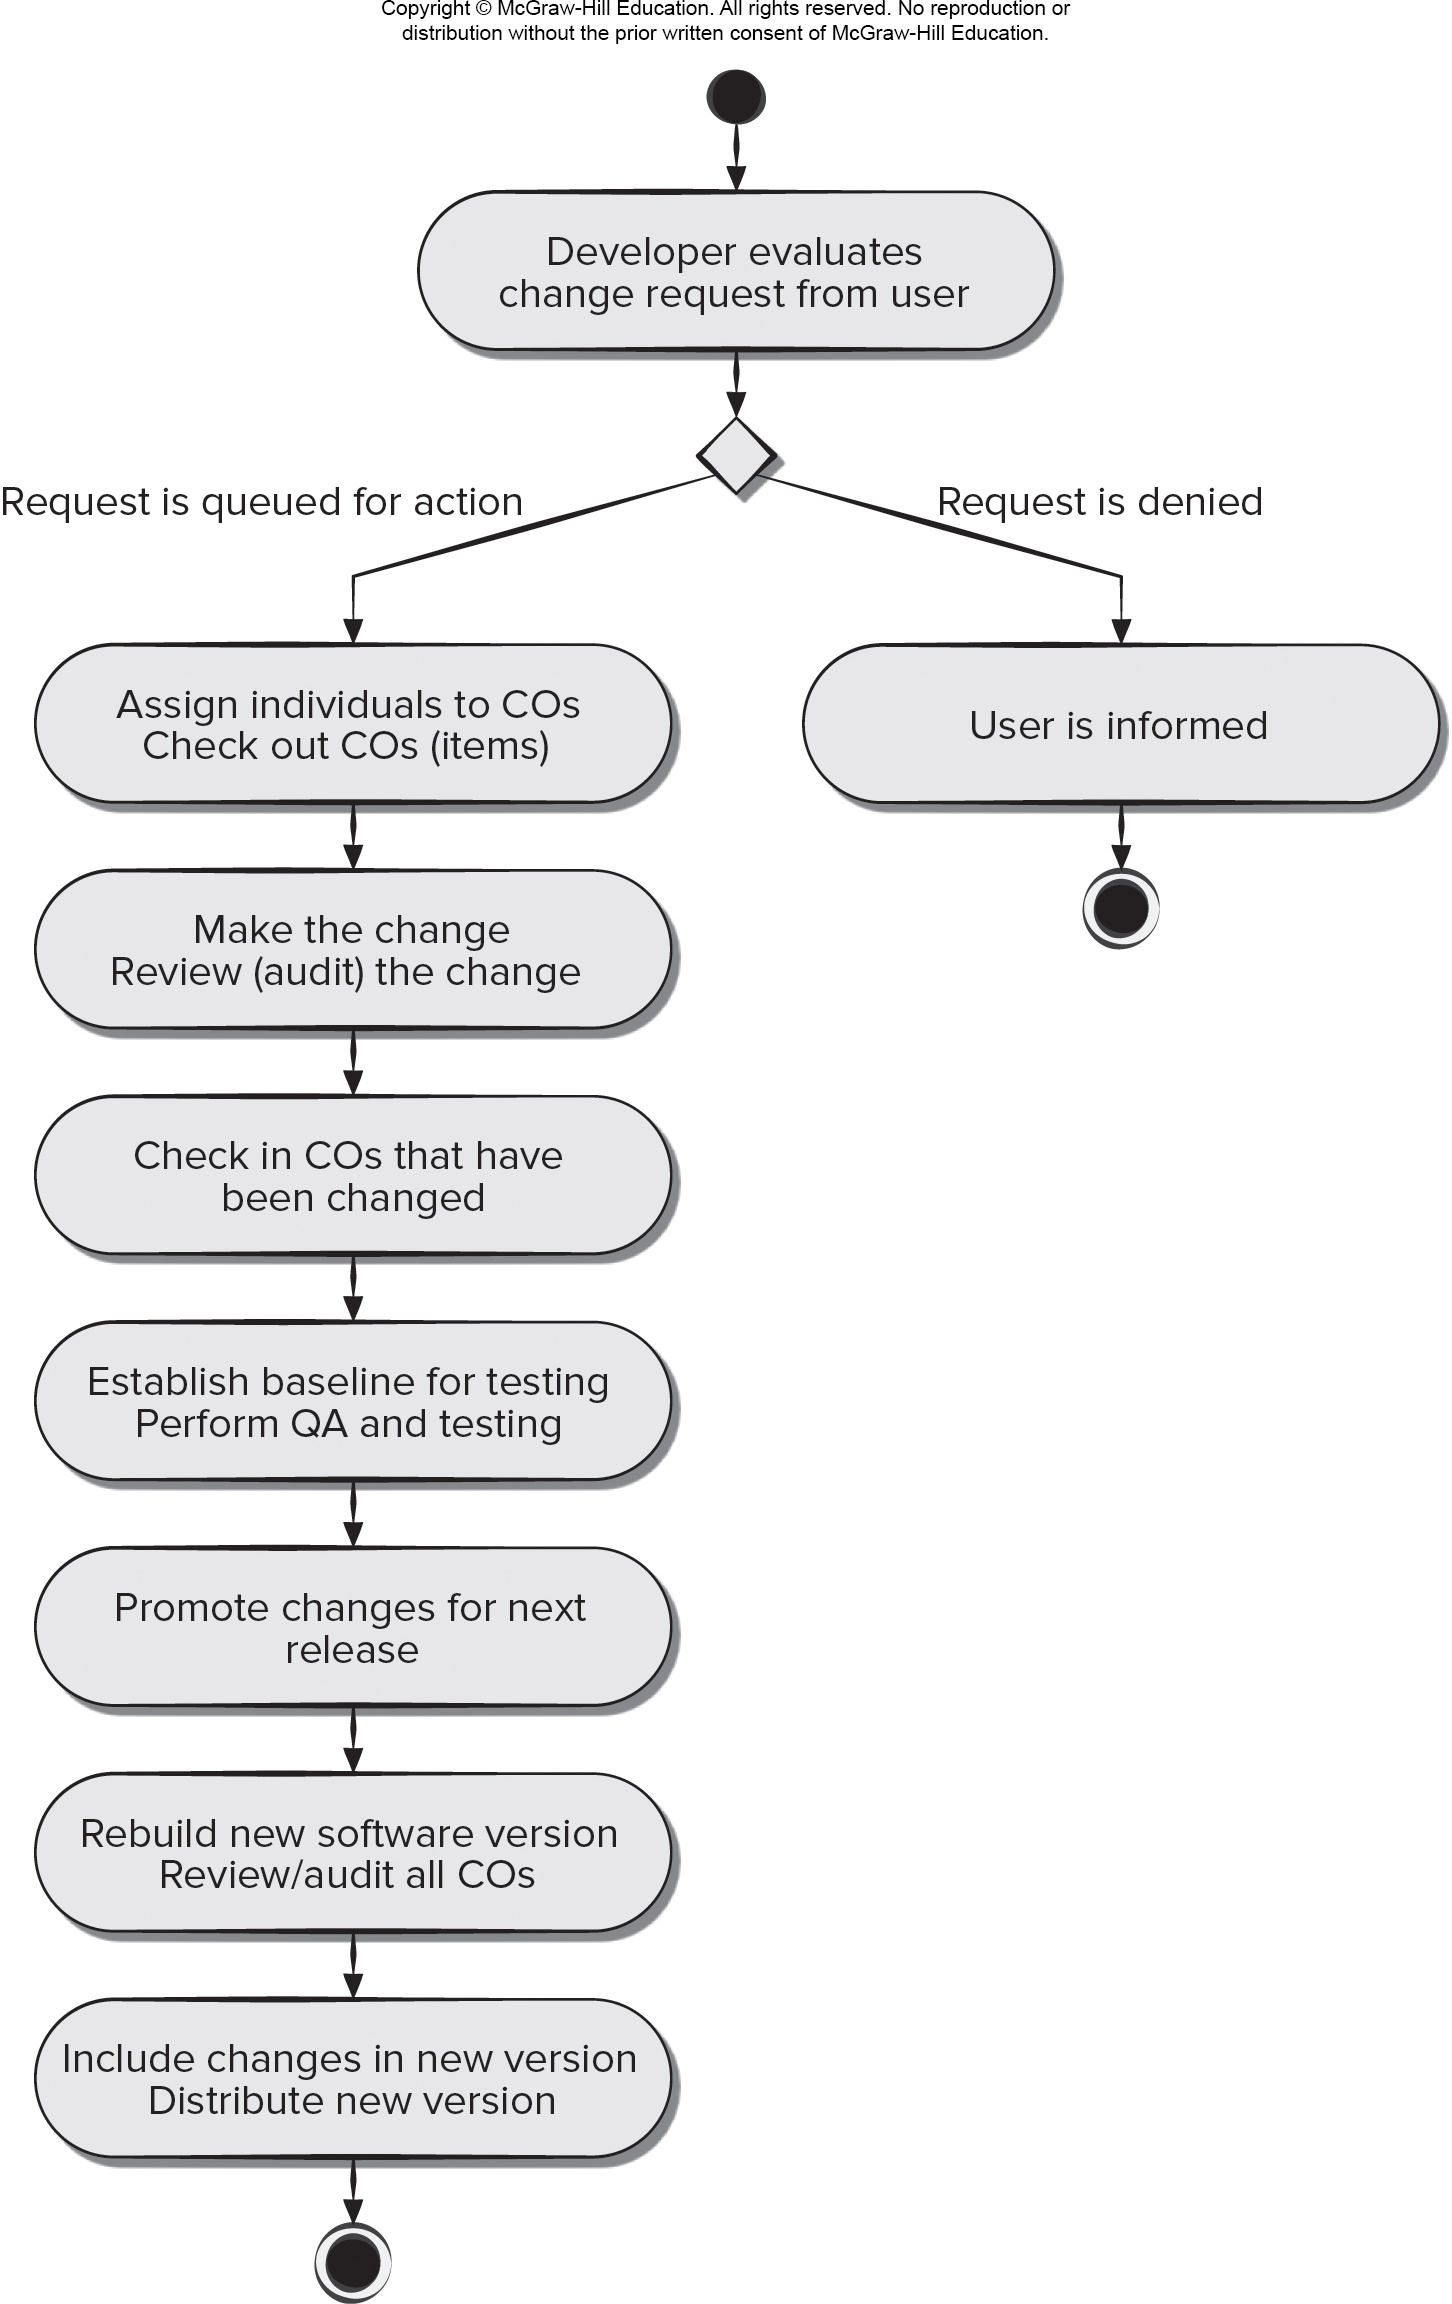 Copyright © McGraw-Hill Education. All rights reserved. No reproduction or
distribution without the prior written consent of McGraw-Hill Education.
Developer evaluates
change request from user
Request is queued for action
Request is denied
Assign individuals to COs
Check out COs (items)
User is informed
Make the change
Review (audit) the change
Check in COs that have
been changed
Establish baseline for testing
Perform QA and testing
Promote changes for next
release
Rebuild new software version
Review/audit all COs
Include changes in new version
Distribute new version